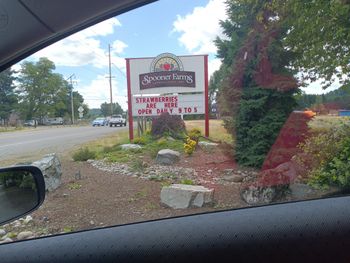 Spooner Farms
STRAWBERRIES
ARE HERE
OPEN DAILY 9 TO 5